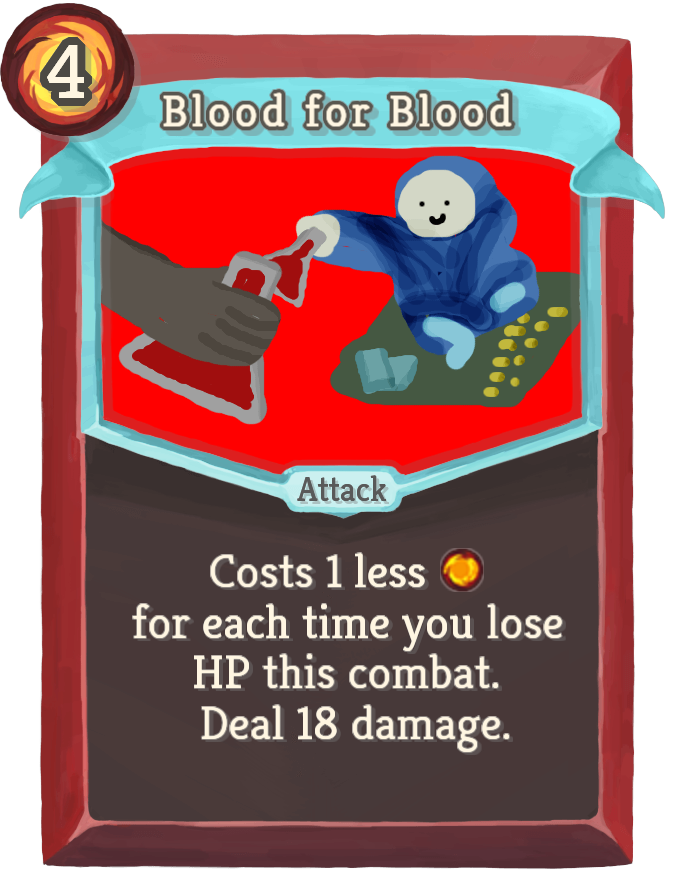 4
Blood for Blood
Attack
Costs 1 less
for each time you lose
HP this combat.
Deal 18 damage.